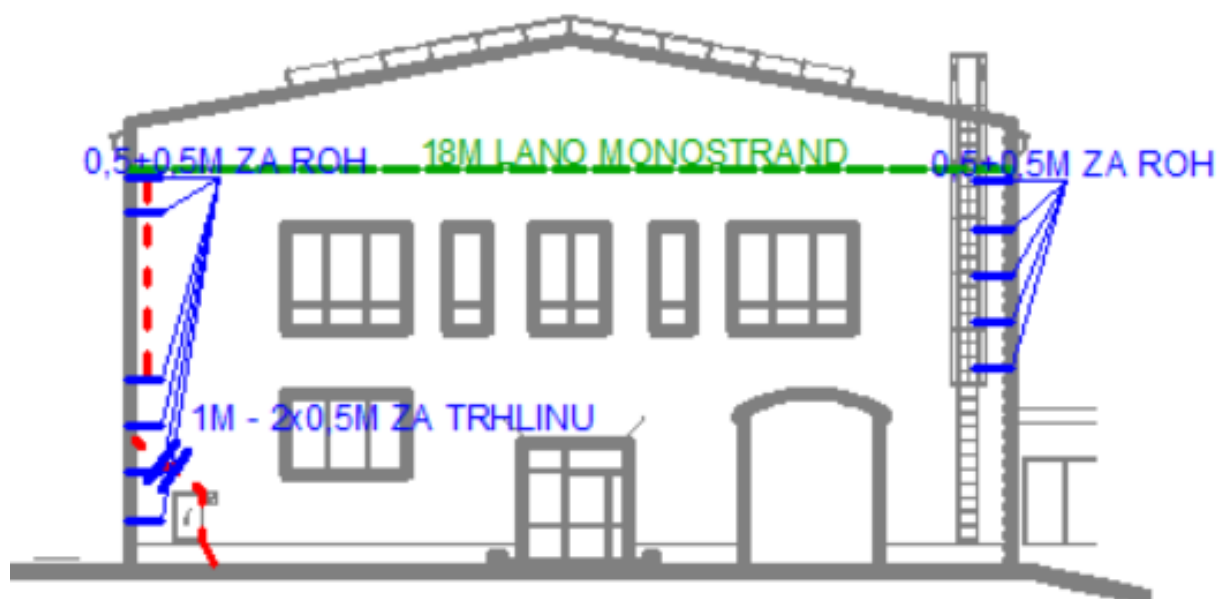 18M LANO MONOSTRAND
0,5+0,5M ZA ROH
0,5+0,5M ZA ROH
1M - 2x0,5M ZA TRHLINU